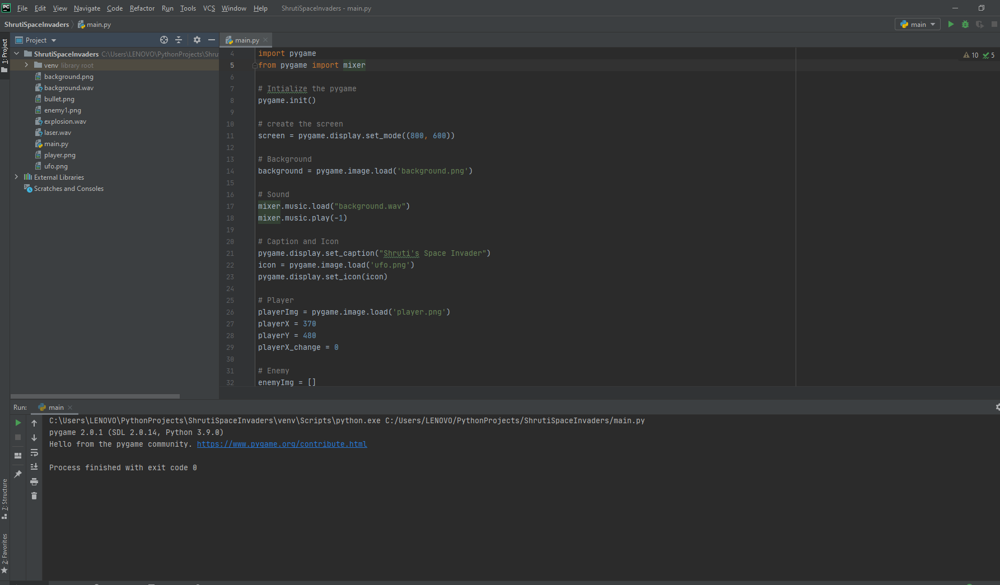 PC File Edit View Navigate Code Refactor Run Tools VCS Window Help ShrutiSpaceInvaders - main.py
ShrutiSpaceInvaders main.py main
1: Project
Project
ShrutiSpaceInvaders C:\Users\LENOVO\PythonProjects\Shru
venv library root
background.png
background.wav
bullet.png
enemy1.png
explosion.wav
laser.wav
main.py
player.png
ufo.png
External Libraries
Scratches and Consoles
main.py
10 5
4 import pygame
5 from pygame import mixer
6
7 # Intialize the pygame
8 pygame.init()
9
10 # create the screen
11 screen = pygame.display.set_mode((800, 600))
12
13 # Background
14 background = pygame.image.load('background.png')
15
16 # Sound
17 mixer.music.load("background.wav")
18 mixer.music.play(-1)
19
20 # Caption and Icon
21 pygame.display.set_caption("Shruti's Space Invader")
22 icon = pygame.image.load('ufo.png')
23 pygame.display.set_icon(icon)
24
25 # Player
26 playerImg = pygame.image.load('player.png')
27 playerX = 370
28 playerY = 480
29 playerX_change = 0
30
31 # Enemy
32 enemyImg = []
Run: main
C:\Users\LENOVO\PythonProjects\ShrutiSpaceInvaders\venv\Scripts\python.exe C:/Users/LENOVO/PythonProjects/ShrutiSpaceInvaders/main.py
pygame 2.0.1 (SDL 2.0.14, Python 3.9.0)
Hello from the pygame community. https://www.pygame.org/contribute.html
Process finished with exit code 0
7: Structure
2: Favorites